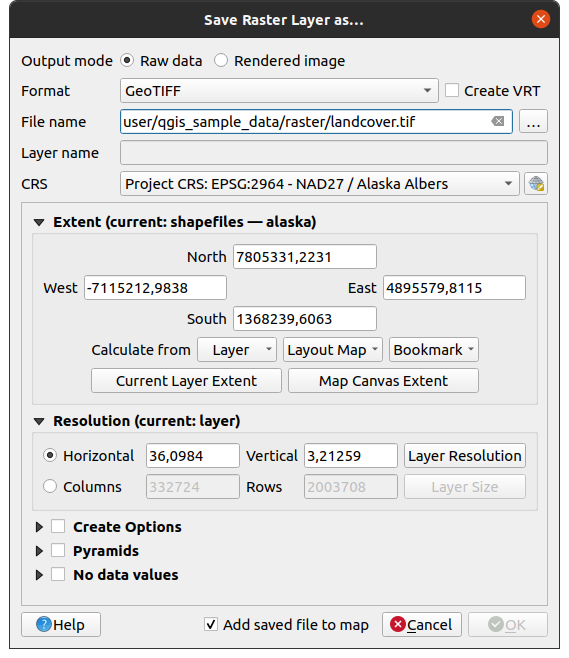 Save Raster Layer as…
Output mode Raw data Rendered image
Format GeoTIFF Create VRT
File name user/qgis_sample_data/raster/landcover.tif ...
Layer name
CRS Project CRS: EPSG:2964 - NAD27 / Alaska Albers
Extent (current: shapefiles — alaska)
North 7805331,2231
West -7115212,9838 East 4895579,8115
South 1368239,6063
Calculate from Layer Layout Map Bookmark
Current Layer Extent Map Canvas Extent
Resolution (current: layer)
Horizontal 36,0984 Vertical 3,21259 Layer Resolution
Columns 332724 Rows 2003708 Layer Size
Create Options
Pyramids
No data values
Help Add saved file to map Cancel OK